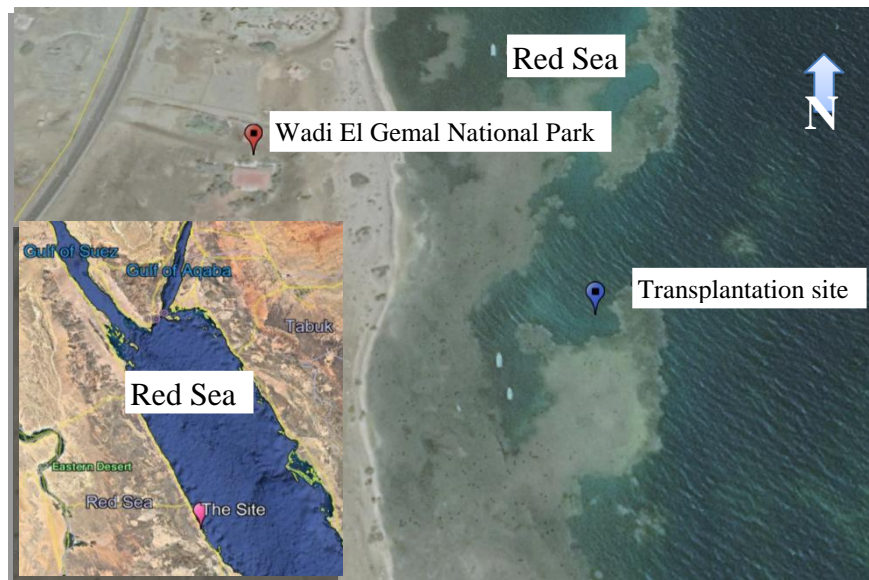 Red Sea
N
Wadi El Gemal National Park
Transplantation site
Gulf of Suez
Gulf of Aqaba
Tabuk
Red Sea
Eastern Desert
Red Sea
The Site